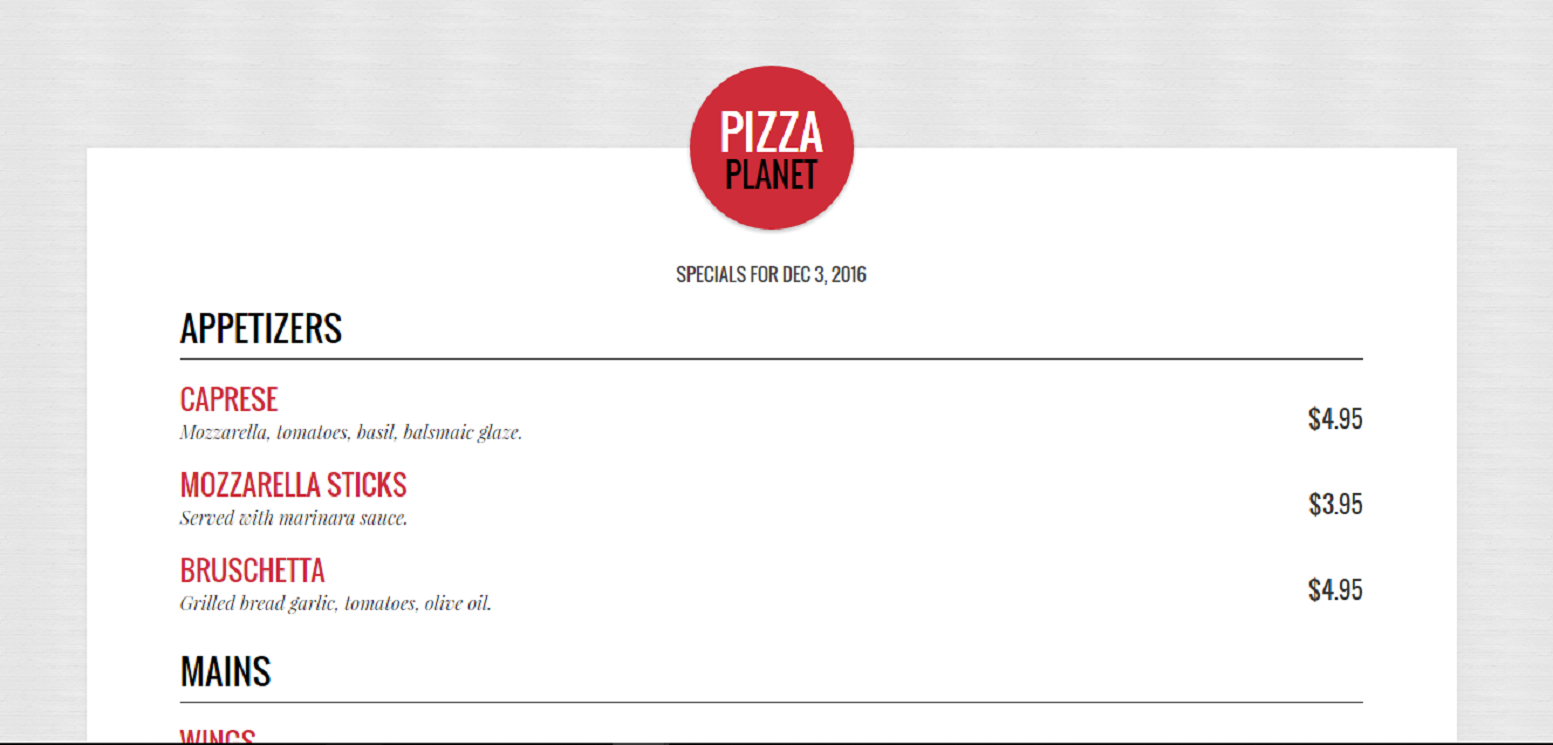 PIZZA
PLANET
SPECIALS FOR DEC 3, 2016
APPETIZERS
CAPRESE
Mozzarella, tomatoes, basil, balsmaic glaze.
$4.95
MOZZARELLA STICKS
Served with marinara sauce.
$3.95
BRUSCHETTA
Grilled bread garlic, tomatoes, olive oil.
$4.95
MAINS
WINGS